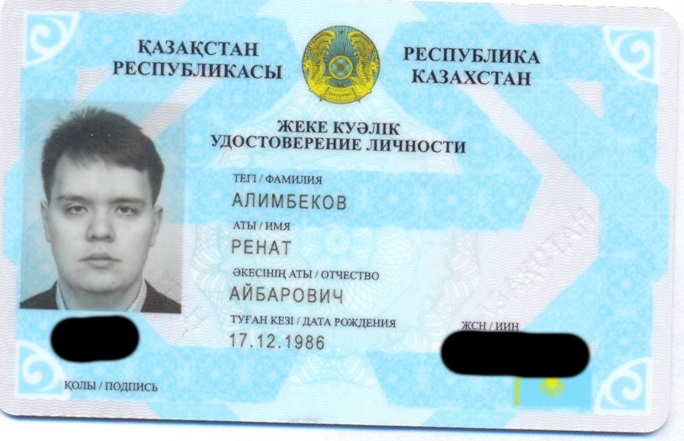 ҚАЗАҚСТАН
РЕСПУБЛИКАСЫ
РЕСПУБЛИКА
КАЗАХСТАН
ЖЕКЕ КУӘЛІК
УДОСТОВЕРЕНИЕ ЛИЧНОСТИ
ТЕГІ / ФАМИЛИЯ
АЛИМБЕКОВ
АТЫ / ИМЯ
РЕНАТ
ӘКЕСІНІҢ АТЫ / ОТЧЕСТВО
АЙБАРОВИЧ
ТУҒАН КЕЗІ / ДАТА РОЖДЕНИЯ
17.12.1986
ЖСН / ИИН
ҚОЛЫ / ПОДПИСЬ